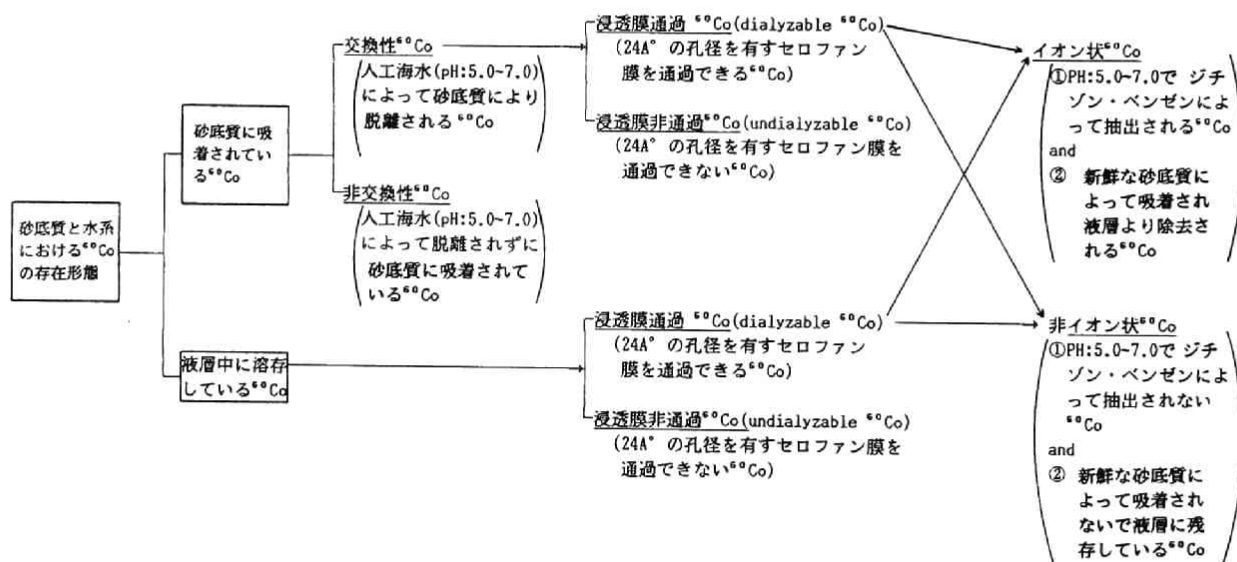 砂底質と水系
における⁶⁰Co
の存在形態
砂底質に吸
着されてい
る⁶⁰Co
液層中に溶存
している⁶⁰Co
交換性⁶⁰Co
人工海水(pH:5.0~7.0)
によって砂底質により
脱離される⁶⁰Co
非交換性⁶⁰Co
人工海水(pH:5.0~7.0)
によって脱離されずに
砂底質に吸着されて
いる⁶⁰Co
浸透膜通過 ⁶⁰Co(dialyzable ⁶⁰Co)
(24A°の孔径を有すセロファン
膜を通過できる⁶⁰Co)
浸透膜非通過⁶⁰Co(undialyzable ⁶⁰Co)
(24A°の孔径を有すセロファン膜を
通過できない⁶⁰Co)
浸透膜通過 ⁶⁰Co(dialyzable ⁶⁰Co)
(24A°の孔径を有すセロファン
膜を通過できる⁶⁰Co)
浸透膜非通過⁶⁰Co(undialyzable ⁶⁰Co)
(24A°の孔径を有すセロファン膜を
通過できない⁶⁰Co)
イオン状⁶⁰Co
①PH:5.0~7.0で ジチ
ゾン・ベンゼンによ
って抽出される⁶⁰Co
and
② 新鮮な砂底質に
よって吸着され
液層より除去さ
れる⁶⁰Co
非イオン状⁶⁰Co
①PH:5.0~7.0で ジチ
ゾン・ベンゼンによ
って抽出されない
⁶⁰Co
and
② 新鮮な砂底質に
よって吸着され
ないで液層に残
存している⁶⁰Co